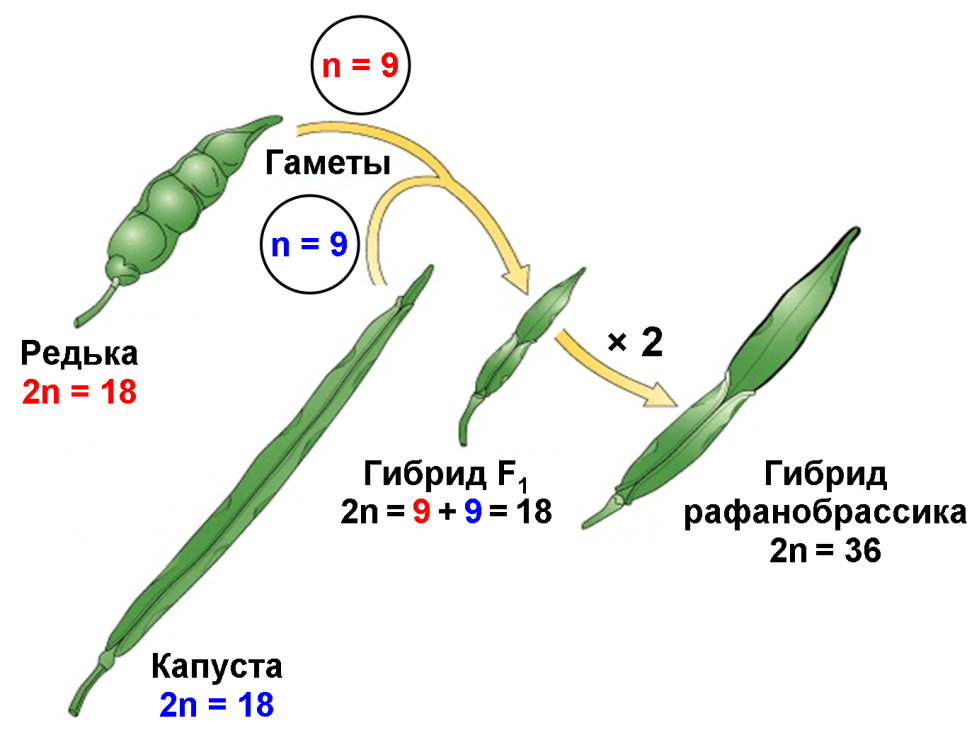 n = 9
Гаметы
n = 9
Редька
2n = 18
× 2
Гибрид F₁
2n = 9 + 9 = 18
Гибрид
рафанобрассика
2n = 36
Капуста
2n = 18